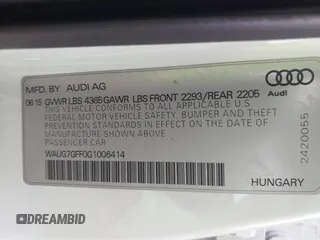 MFD. BY AUDI AG
06 15 GVWR LBS 4365 GAWR LBS FRONT 2293/REAR 2205
THIS VEHICLE CONFORMS TO ALL APPLICABLE
FEDERAL MOTOR VEHICLE SAFETY, BUMPER AND THEFT
PREVENTION STANDARDS IN EFFECT ON THE DATE OF
MANUFACTURE SHOWN ABOVE.
PASSENGER CAR
WAUG7GFF0G1006414
HUNGARY
Audi
2420055
DREAMBID